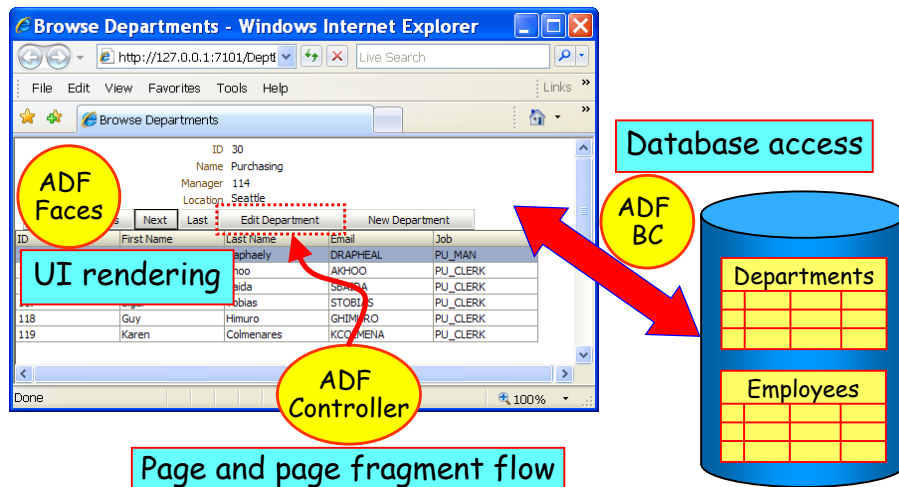 Browse Departments - Windows Internet Explorer
http://127.0.0.1:7101/Dept
Live Search
File Edit View Favorites Tools Help
Links »
Browse Departments
»
ID 30
Name Purchasing
Manager 114
Location Seattle
Next Last Edit Department New Department
ID First Name Last Name Email Job
DRAPHEAL PU_MAN
AKHOO PU_CLERK
PU_CLERK
STOBIAS PU_CLERK
118 Guy Himuro GHIMURO PU_CLERK
119 Karen Colmenares KCOLMENA PU_CLERK
Done
100%
ADF
Faces
UI rendering
ADF
Controller
Page and page fragment flow
Database access
ADF
BC
Departments
Employees